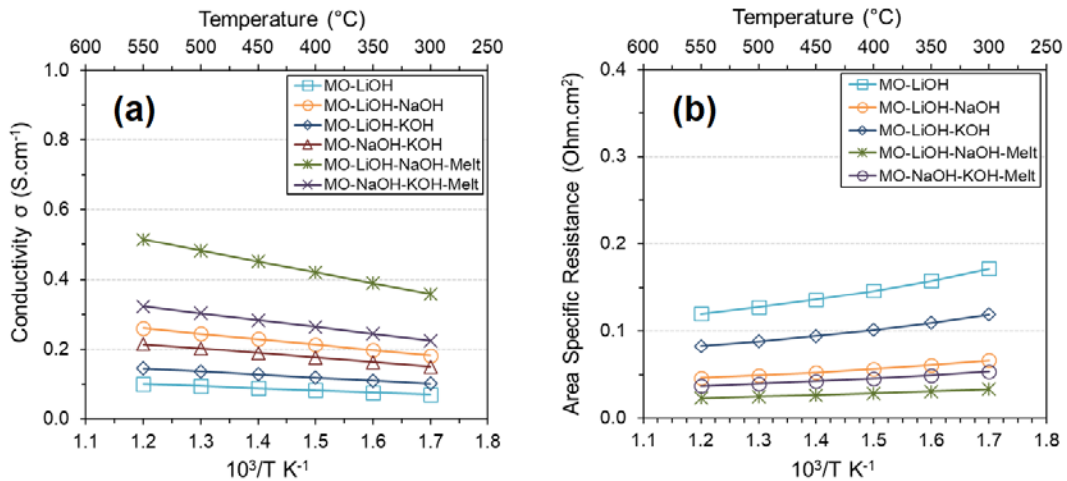 Temperature (°C)
600 550 500 450 400 350 300 250
1.0
0.8
0.6
0.4
0.2
0.0
Conductivity σ (S.cm-1)
(a)
MO-LiOH
MO-LiOH-NaOH
MO-LiOH-KOH
MO-NaOH-KOH
MO-LiOH-NaOH-Melt
MO-NaOH-KOH-Melt
1.1 1.2 1.3 1.4 1.5 1.6 1.7 1.8
10³/T K⁻¹
Temperature (°C)
600 550 500 450 400 350 300 250
0.4
0.3
0.2
0.1
0.0
Area Specific Resistance (Ohm.cm²)
(b)
MO-LiOH
MO-LiOH-NaOH
MO-LiOH-KOH
MO-LiOH-NaOH-Melt
MO-NaOH-KOH-Melt
1.1 1.2 1.3 1.4 1.5 1.6 1.7 1.8
10³/T K⁻¹